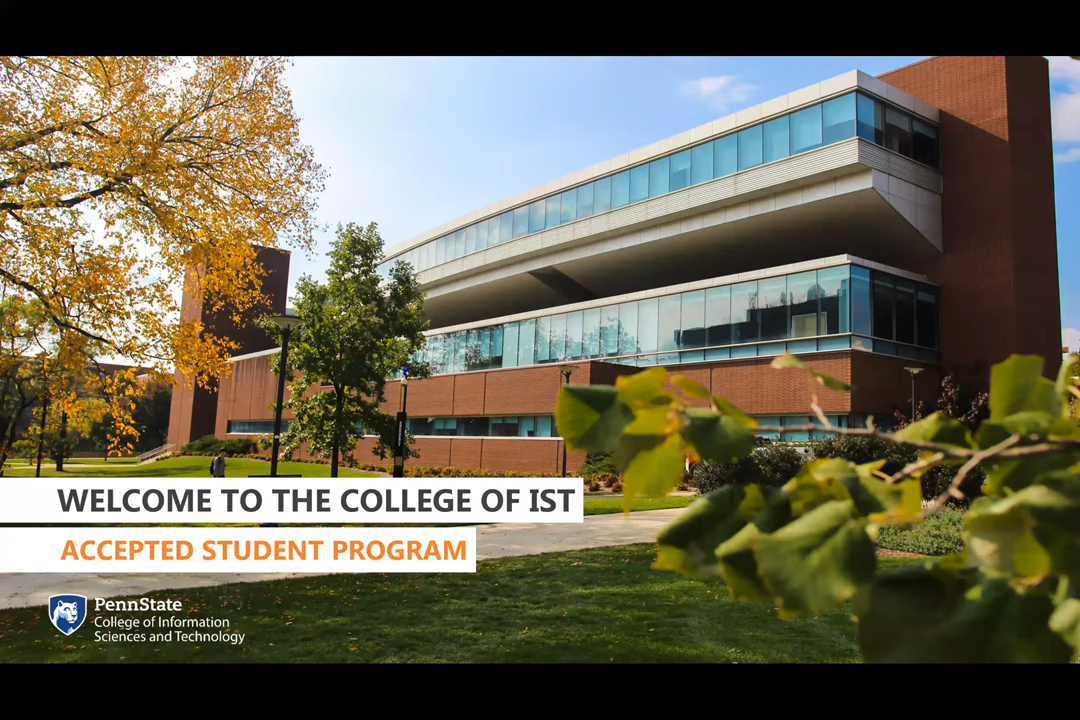 WELCOME TO THE COLLEGE OF IST
ACCEPTED STUDENT PROGRAM
PennState
College of Information
Sciences and Technology